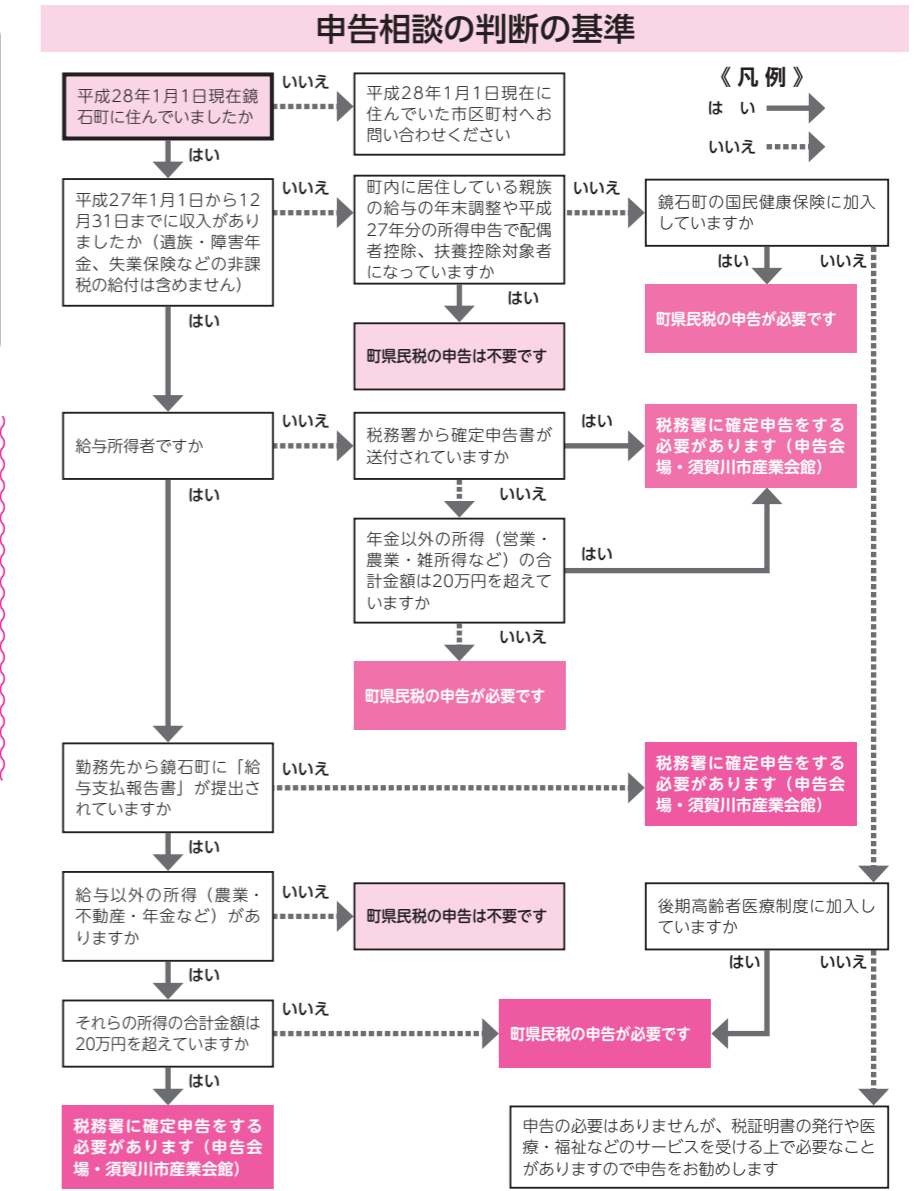 申告相談の判断の基準
《 凡 例 》
は い
いいえ
平成28年1月1日現在鏡
石町に住んでいましたか
いいえ
平成28年1月1日現在に
住んでいた市区町村へお
問い合わせください
はい
平成27年1月1日から12
月31日までに収入があり
ましたか（遺族・障害年
金、失業保険などの非課
税の給付は含めません）
いいえ
町内に居住している親族
の給与の年末調整や平成
27年分の所得申告で配偶
者控除、扶養控除対象者
になっていますか
いいえ
鏡石町の国民健康保険に加入
していますか
はい
いいえ
町県民税の申告が必要です
はい
町県民税の申告は不要です
はい
給与所得者ですか
いいえ
税務署から確定申告書が
送付されていますか
はい
税務署に確定申告をする
必要があります（申告会
場・須賀川市産業会館）
いいえ
年金以外の所得（営業・
農業・雑所得など）の合
計金額は20万円を超えて
いますか
はい
いいえ
町県民税の申告が必要です
はい
勤務先から鏡石町に「給
与支払報告書」が提出さ
れていますか
いいえ
税務署に確定申告をする
必要があります（申告会
場・須賀川市産業会館）
はい
給与以外の所得（農業・
不動産・年金など）があ
りますか
いいえ
町県民税の申告は不要です
後期高齢者医療制度に加入し
ていますか
はい
いいえ
はい
それらの所得の合計金額は
20万円を超えていますか
いいえ
町県民税の申告が必要です
はい
税務署に確定申告をする
必要があります（申告会
場・須賀川市産業会館）
申告の必要はありませんが、税証明書の発行や医
療・福祉などのサービスを受ける上で必要なこと
がありますので申告をお勧めします